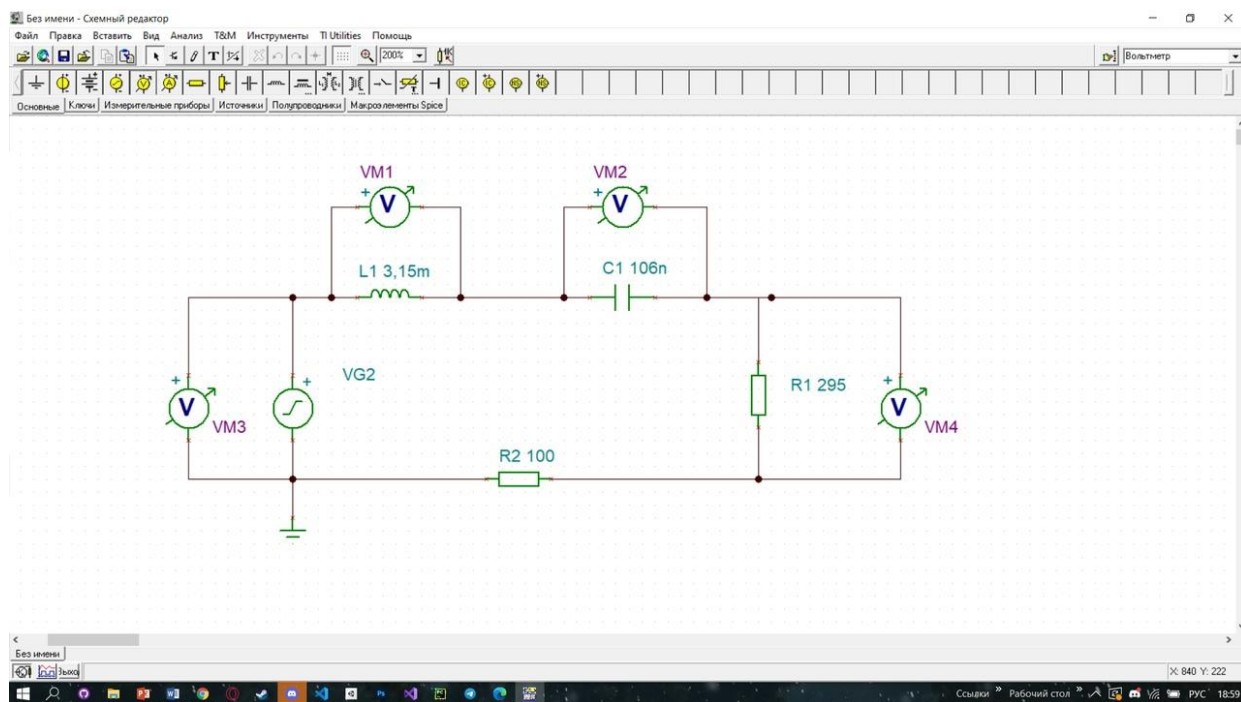 Без имени - Схемный редактор
Файл Правка Вставить Вид Анализ T&M Инструменты TI Utilities Помощь
200% Вольтметр
Основные Ключи Измерительные приборы Источники Полупроводники Макроэлементы Spice
VM1 VM2
+ V + V
L1 3,15m C1 106n
VG2 R1 295
+ V + + V
VM3 VM4
R2 100
Без имени
Выход
X: 840 Y: 222
Ссылки Рабочий стол РУС 18:59